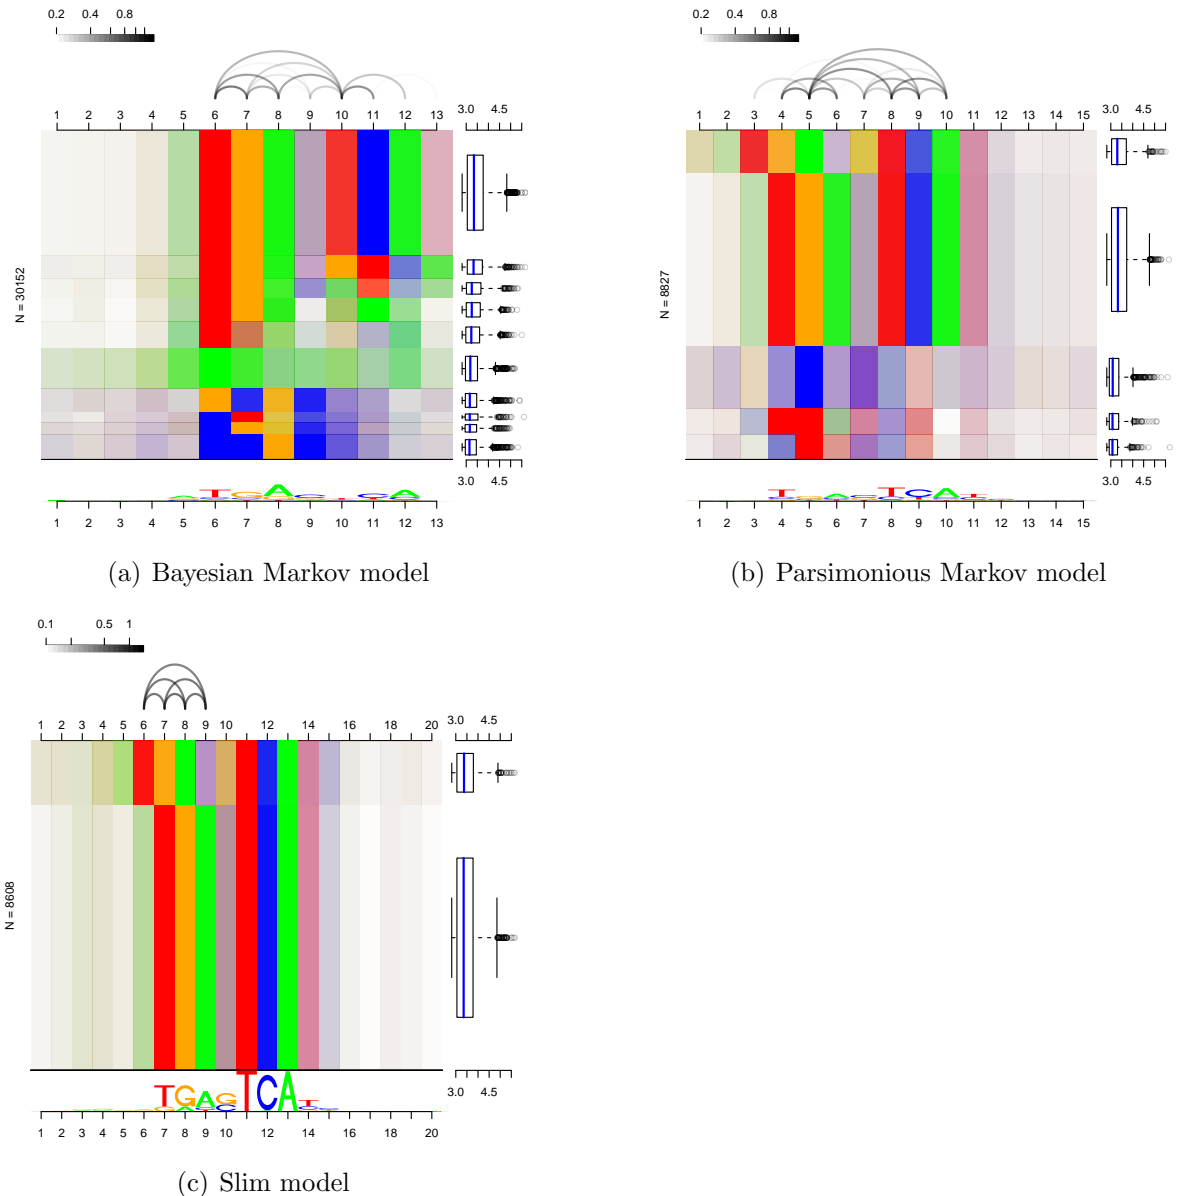 0.2 0.4 0.8
1 2 3 4 5 6 7 8 9 10 11 12 13
3.0 4.5
N = 30152
3.0 4.5
A T G A C T C A
1 2 3 4 5 6 7 8 9 10 11 12 13
(a) Bayesian Markov model
0.2 0.4 0.8
1 2 3 4 5 6 7 8 9 10 11 12 13 14 15
3.0 4.5
N = 8827
3.0 4.5
T G A C T C A T
1 2 3 4 5 6 7 8 9 10 11 12 13 14 15
(b) Parsimonious Markov model
0.1 0.5 1
1 2 3 4 5 6 7 8 9 10 12 14 16 18 20
3.0 4.5
N = 8608
3.0 4.5
T G A G T C A T
1 2 3 4 5 6 7 8 9 10 12 14 16 18 20
(c) Slim model